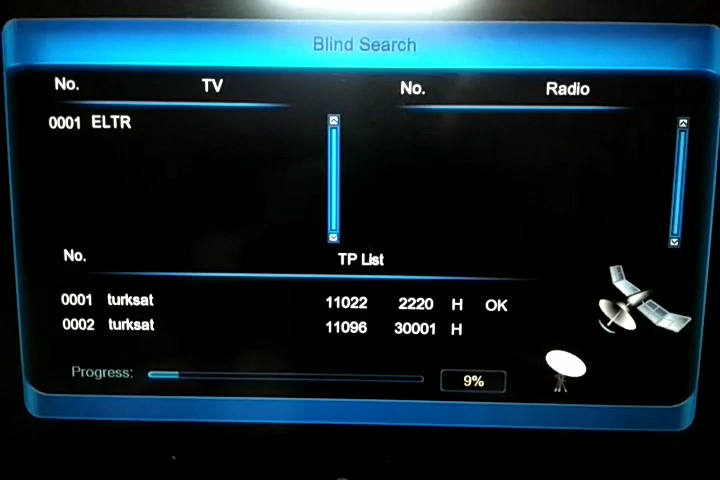 Blind Search
No. TV No. Radio
0001 ELTR
No. TP List
0001 turksat 11022 2220 H OK
0002 turksat 11096 30001 H
Progress: 9%